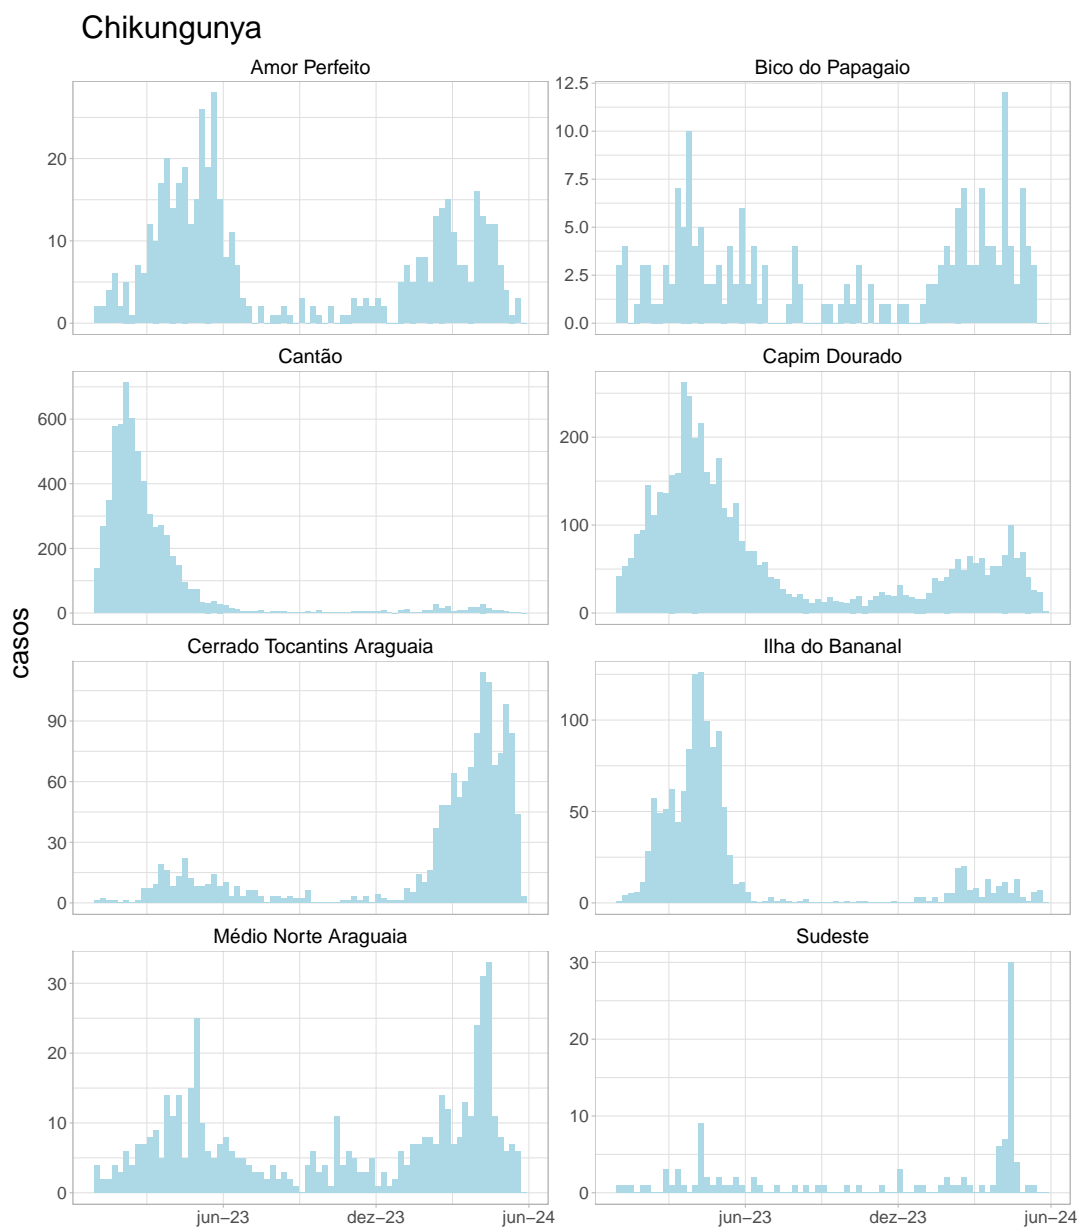 Chikungunya
Amor Perfeito
Bico do Papagaio
20
10
0
12.5
10.0
7.5
5.0
2.5
0.0
Cantão
Capim Dourado
600
400
200
0
200
100
0
casos
Cerrado Tocantins Araguaia
Ilha do Bananal
90
60
30
0
100
50
0
Médio Norte Araguaia
Sudeste
30
20
10
0
30
20
10
0
jun−23 dez−23 jun−24
jun−23 dez−23 jun−24